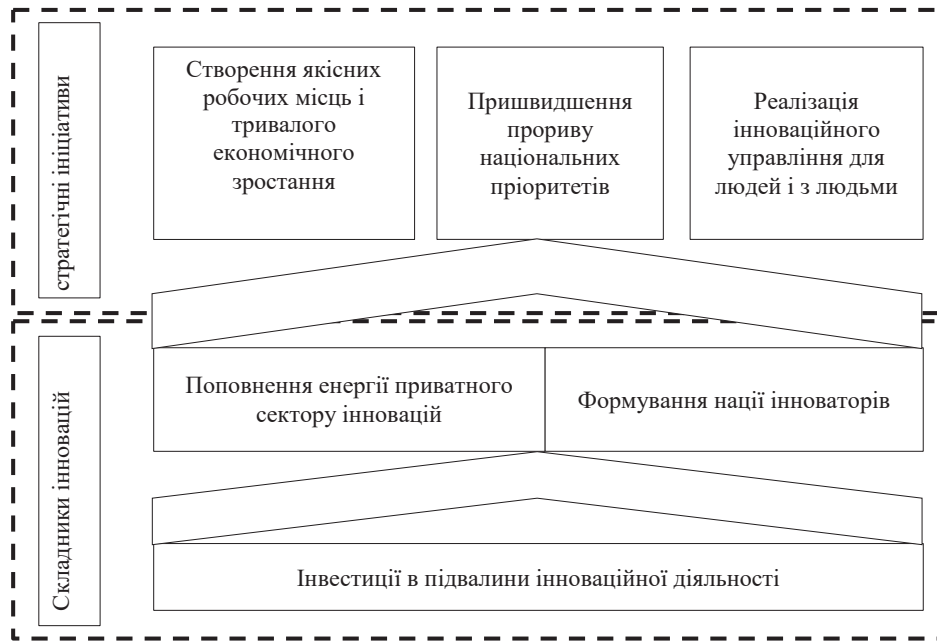 стратегічні ініціативи
Створення якісних
робочих місць і
тривалого
економічного
зростання
Пришвидшення
прориву
національних
пріоритетів
Реалізація
інноваційного
управління для
людей і з людьми
Складники інновацій
Поповнення енергії приватного
сектору інновацій
Формування нації інноваторів
Інвестиції в підвалини інноваційної діяльності